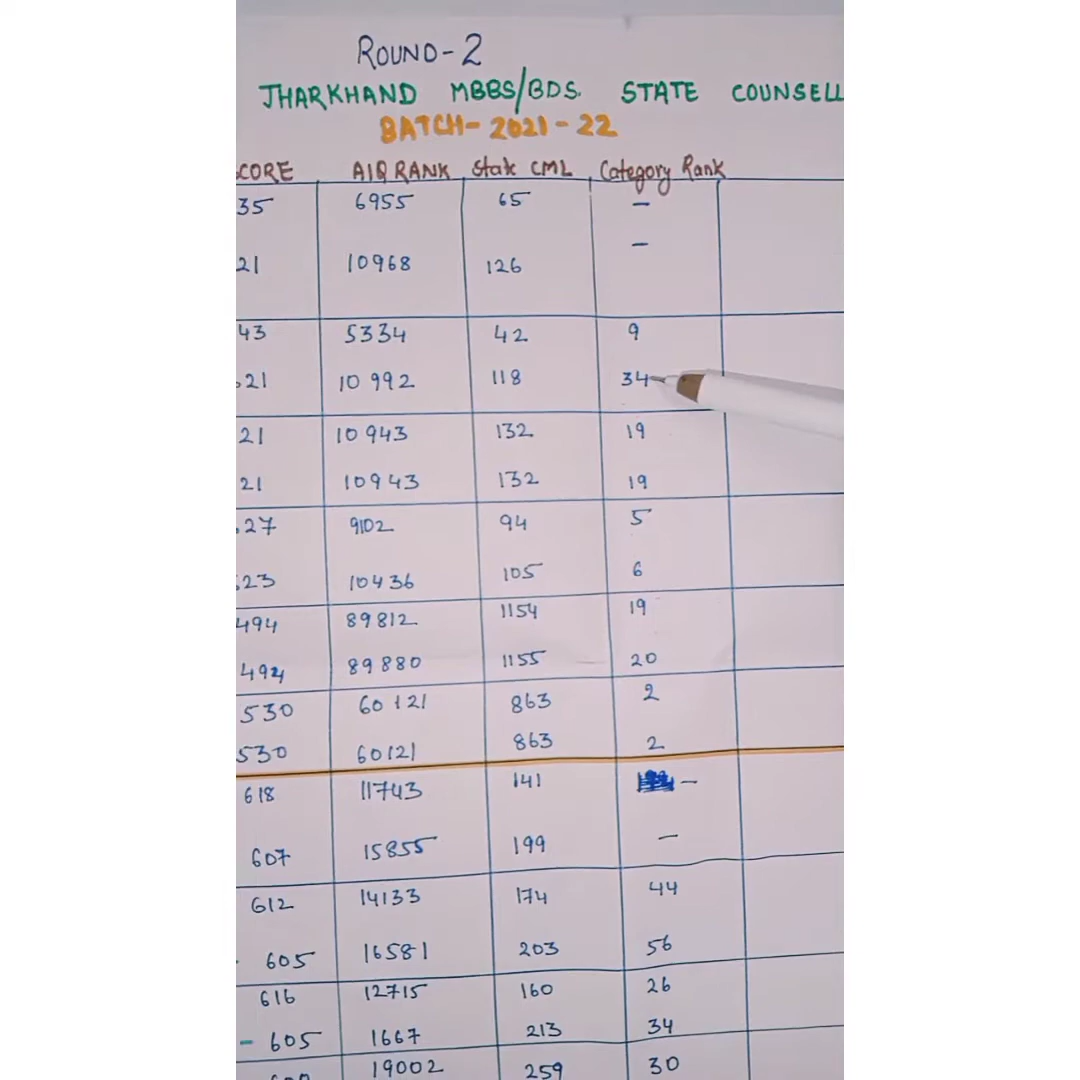 ROUND-2
JHARKHAND MBBS/BDS. STATE COUNSELL
BATCH-2021-22
CORE AIQ RANK State CML Category Rank
35 6955 65 -
21 10968 126 -
43 5334 42 9
21 10992 118 34
21 10943 132 19
21 10943 132 19
27 9102 94 5
23 10436 105 6
494 89812 1154 19
494 89880 1155 20
530 60121 863 2
530 60121 863 2
618 11743 141 -
607 15855 199 -
612 14133 174 44
605 16581 203 56
616 12715 160 26
- 605 1667 213 34
19002 259 30